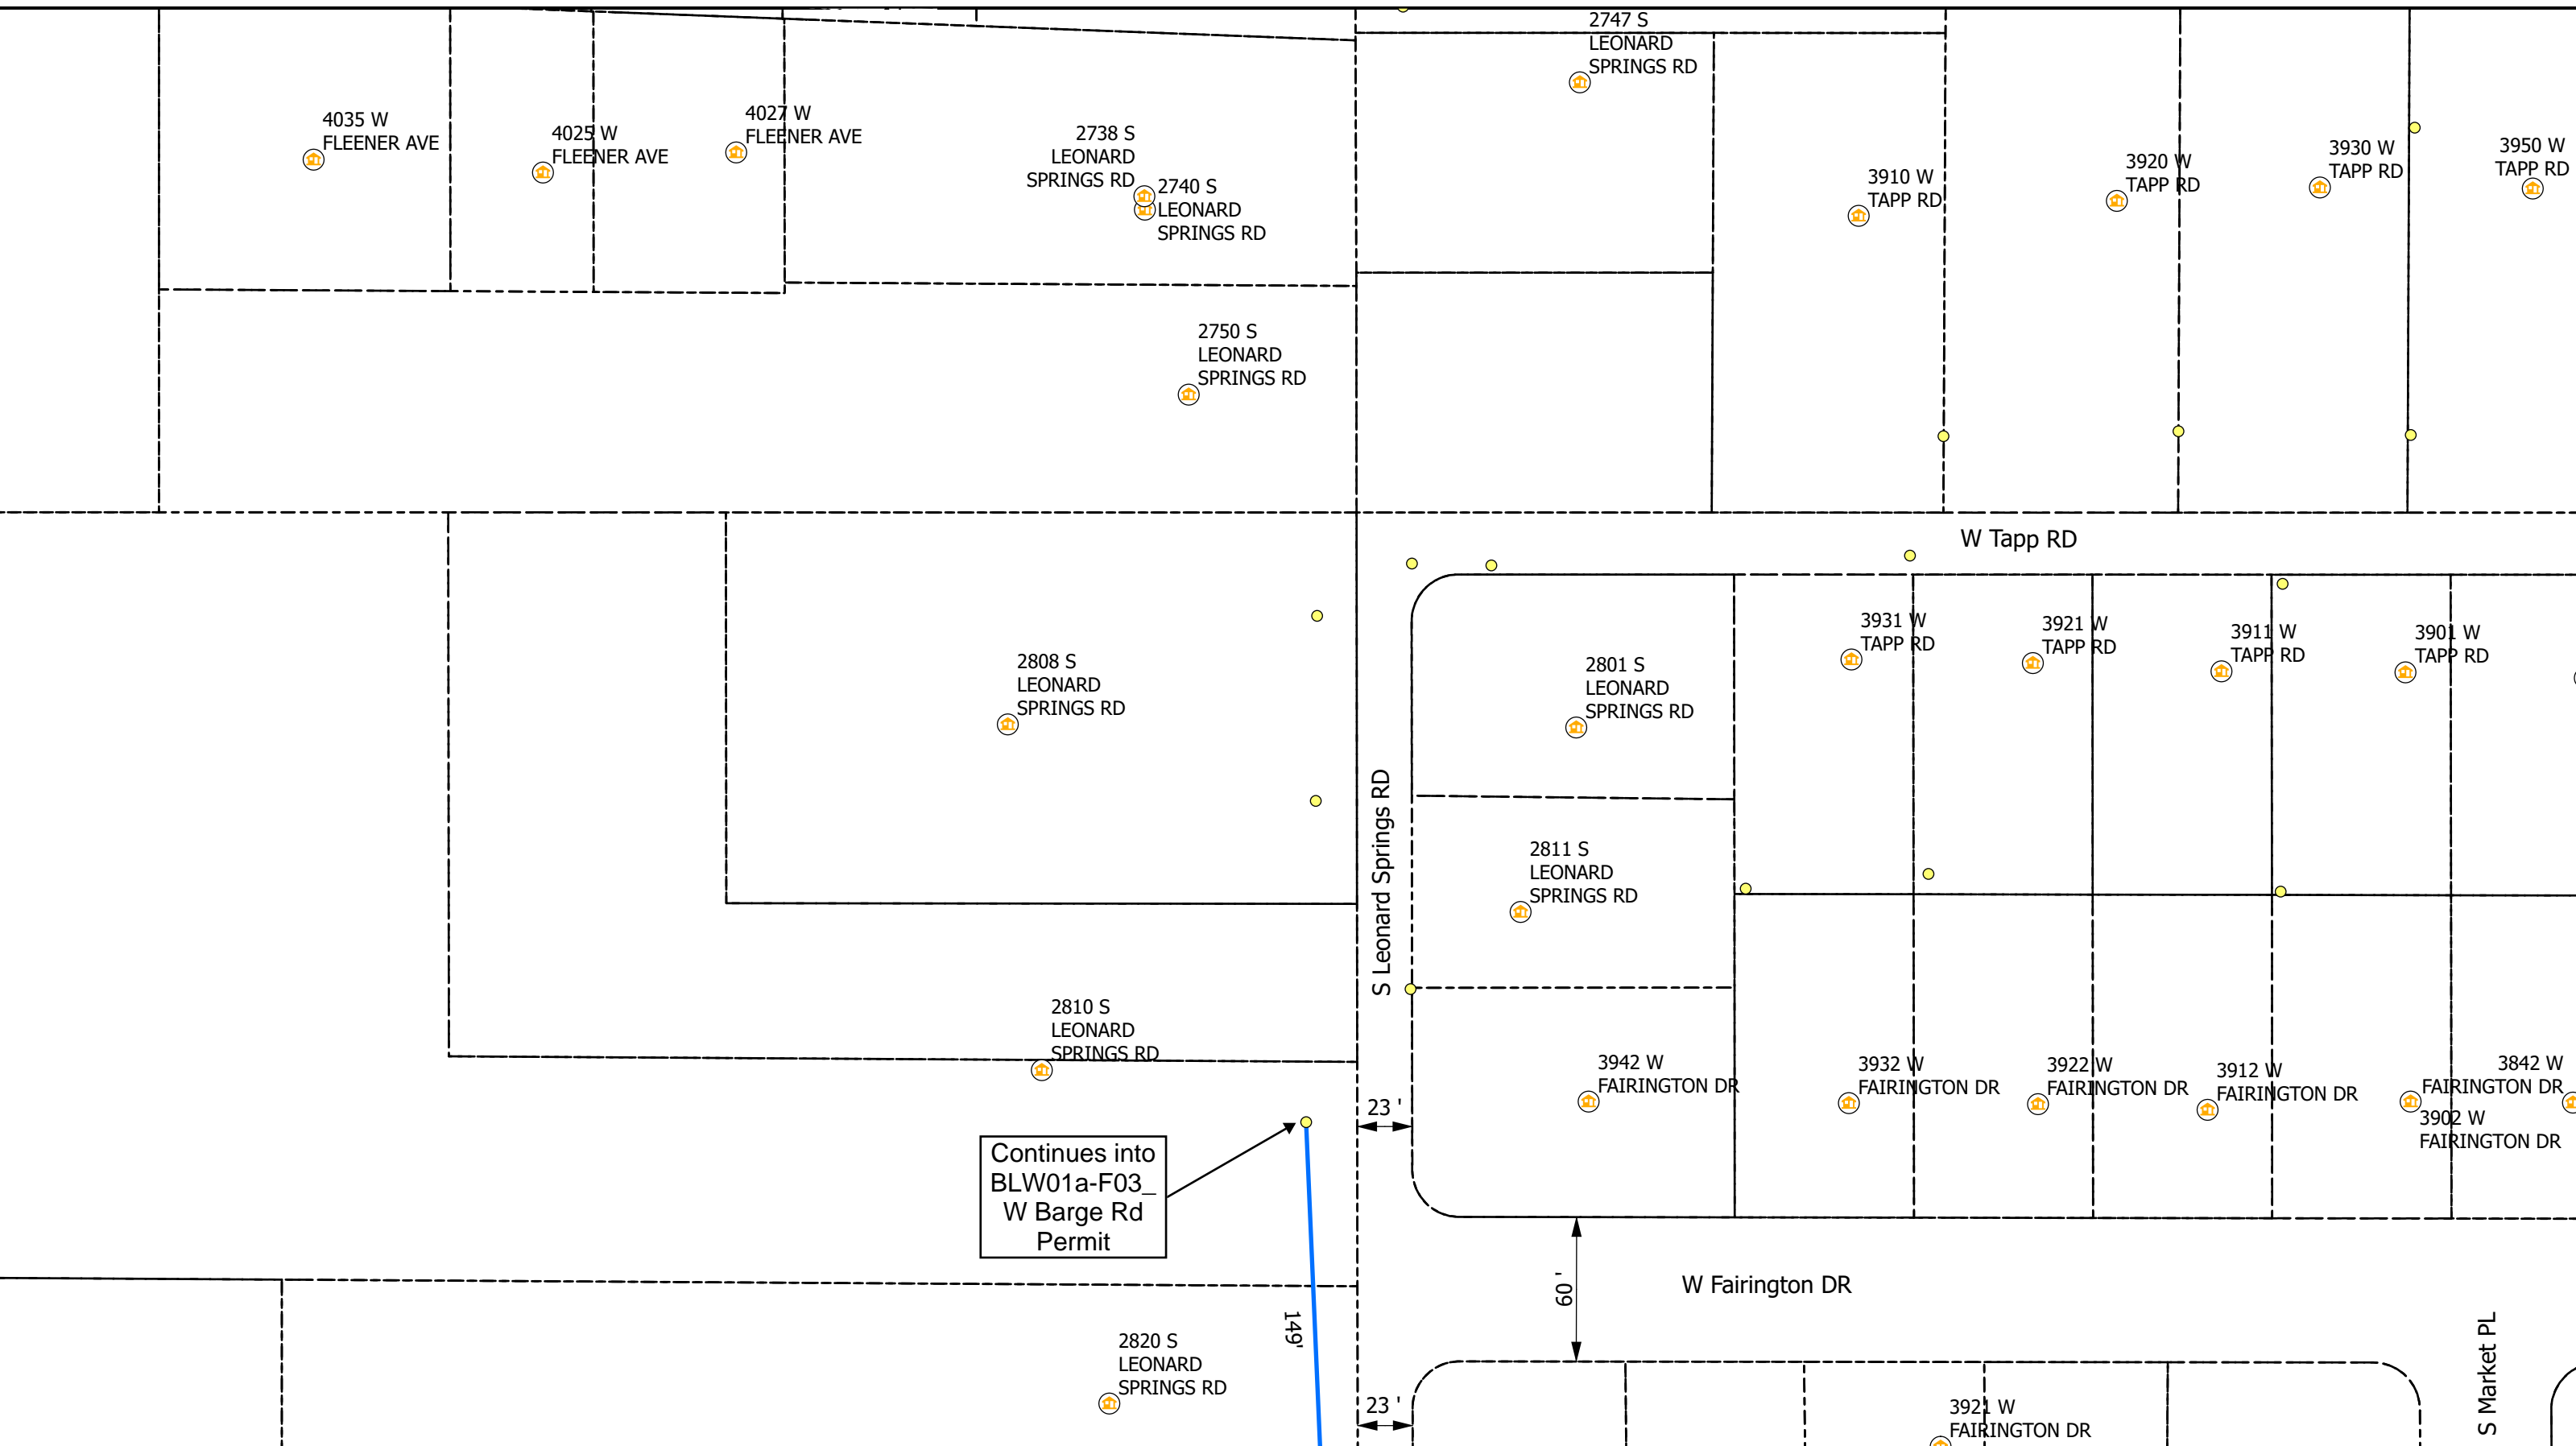 2747 S
LEONARD
SPRINGS RD
4035 W
FLEENER AVE
4025 W
FLEENER AVE
4027 W
FLEENER AVE
2738 S
LEONARD
SPRINGS RD
2740 S
LEONARD
SPRINGS RD
3910 W
TAPP RD
3920 W
TAPP RD
3930 W
TAPP RD
3950 W
TAPP RD
2750 S
LEONARD
SPRINGS RD
W Tapp RD
2808 S
LEONARD
SPRINGS RD
2801 S
LEONARD
SPRINGS RD
3931 W
TAPP RD
3921 W
TAPP RD
3911 W
TAPP RD
3901 W
TAPP RD
S Leonard Springs RD
2811 S
LEONARD
SPRINGS RD
2810 S
LEONARD
SPRINGS RD
3942 W
FAIRINGTON DR
3932 W
FAIRINGTON DR
3922 W
FAIRINGTON DR
3912 W
FAIRINGTON DR
3842 W
FAIRINGTON DR
3902 W
FAIRINGTON DR
23 '
Continues into
BLW01a-F03_
W Barge Rd
Permit
60 '
W Fairington DR
149'
2820 S
LEONARD
SPRINGS RD
23 '
3921 W
FAIRINGTON DR
S Market PL